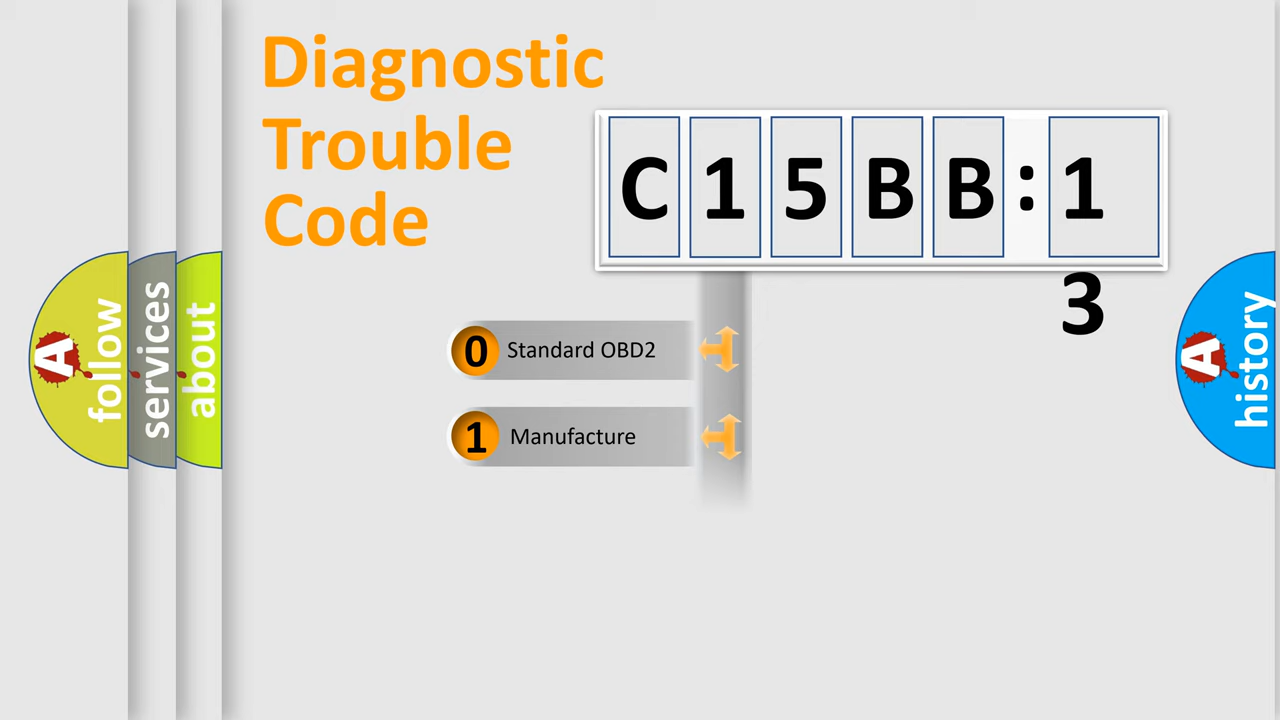 Diagnostic
Trouble
Code
C15BB:1
3
0 Standard OBD2
1 Manufacture
A follow
services
about
A history